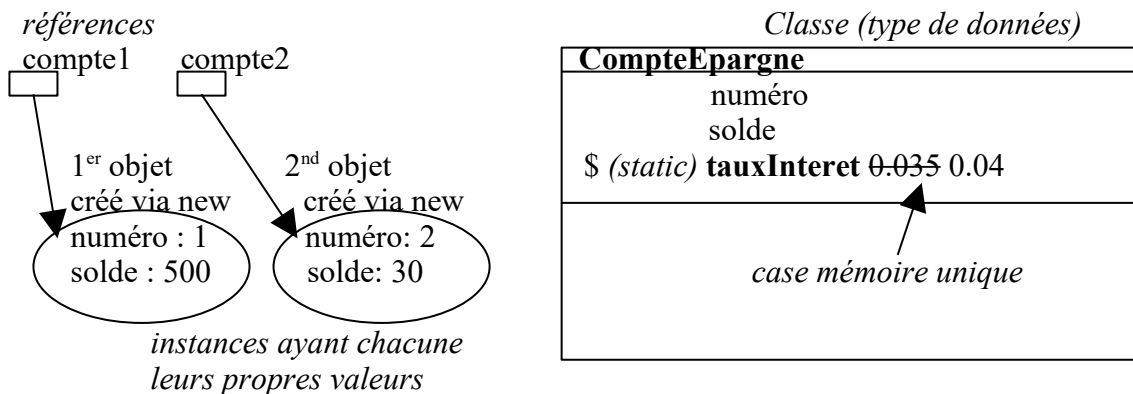 références
compte1
compte2
1er objet
créé via new
numéro : 1
solde : 500
2nd objet
créé via new
numéro: 2
solde: 30
instances ayant chacune
leurs propres valeurs
Classe (type de données)
CompteEpargne
numéro
solde
$ (static) tauxInteret 0.035 0.04
case mémoire unique